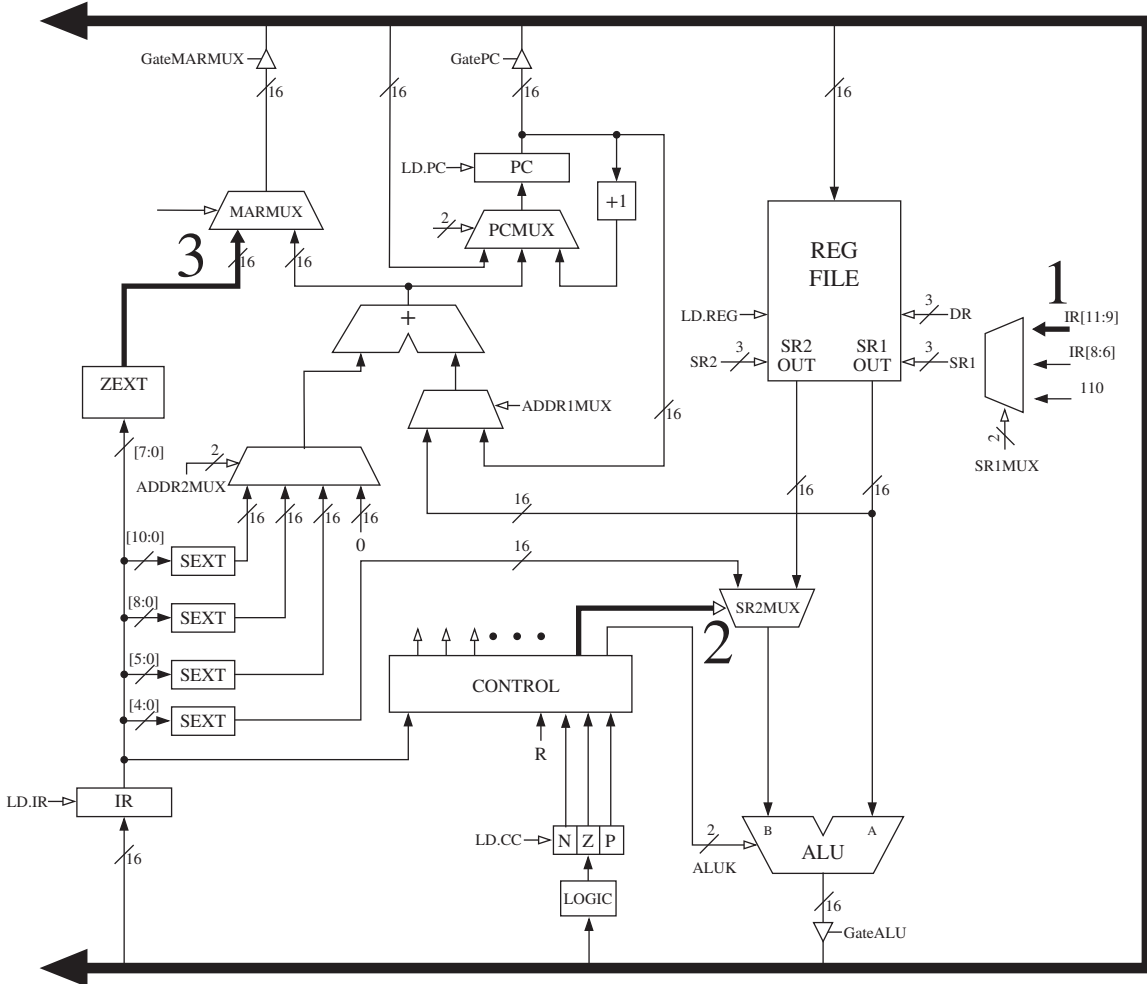 GateMARMUX
GatePC
16
16
16
16
LD.PC
PC
+1
MARMUX
2
PCMUX
3
16
16
REG
FILE
1
LD.REG
3
DR
IR[11:9]
SR2
3
SR2
OUT
SR1
OUT
3
SR1
IR[8:6]
110
+
ZEXT
ADDR1MUX
16
2
SR1MUX
[7:0]
2
ADDR2MUX
16
16
16
16
0
16
16
16
[10:0]
SEXT
16
[8:0]
SEXT
SR2MUX
2
[5:0]
SEXT
CONTROL
[4:0]
SEXT
R
LD.IR
IR
LD.CC
N Z P
2
ALUK
B
A
ALU
16
LOGIC
16
GateALU